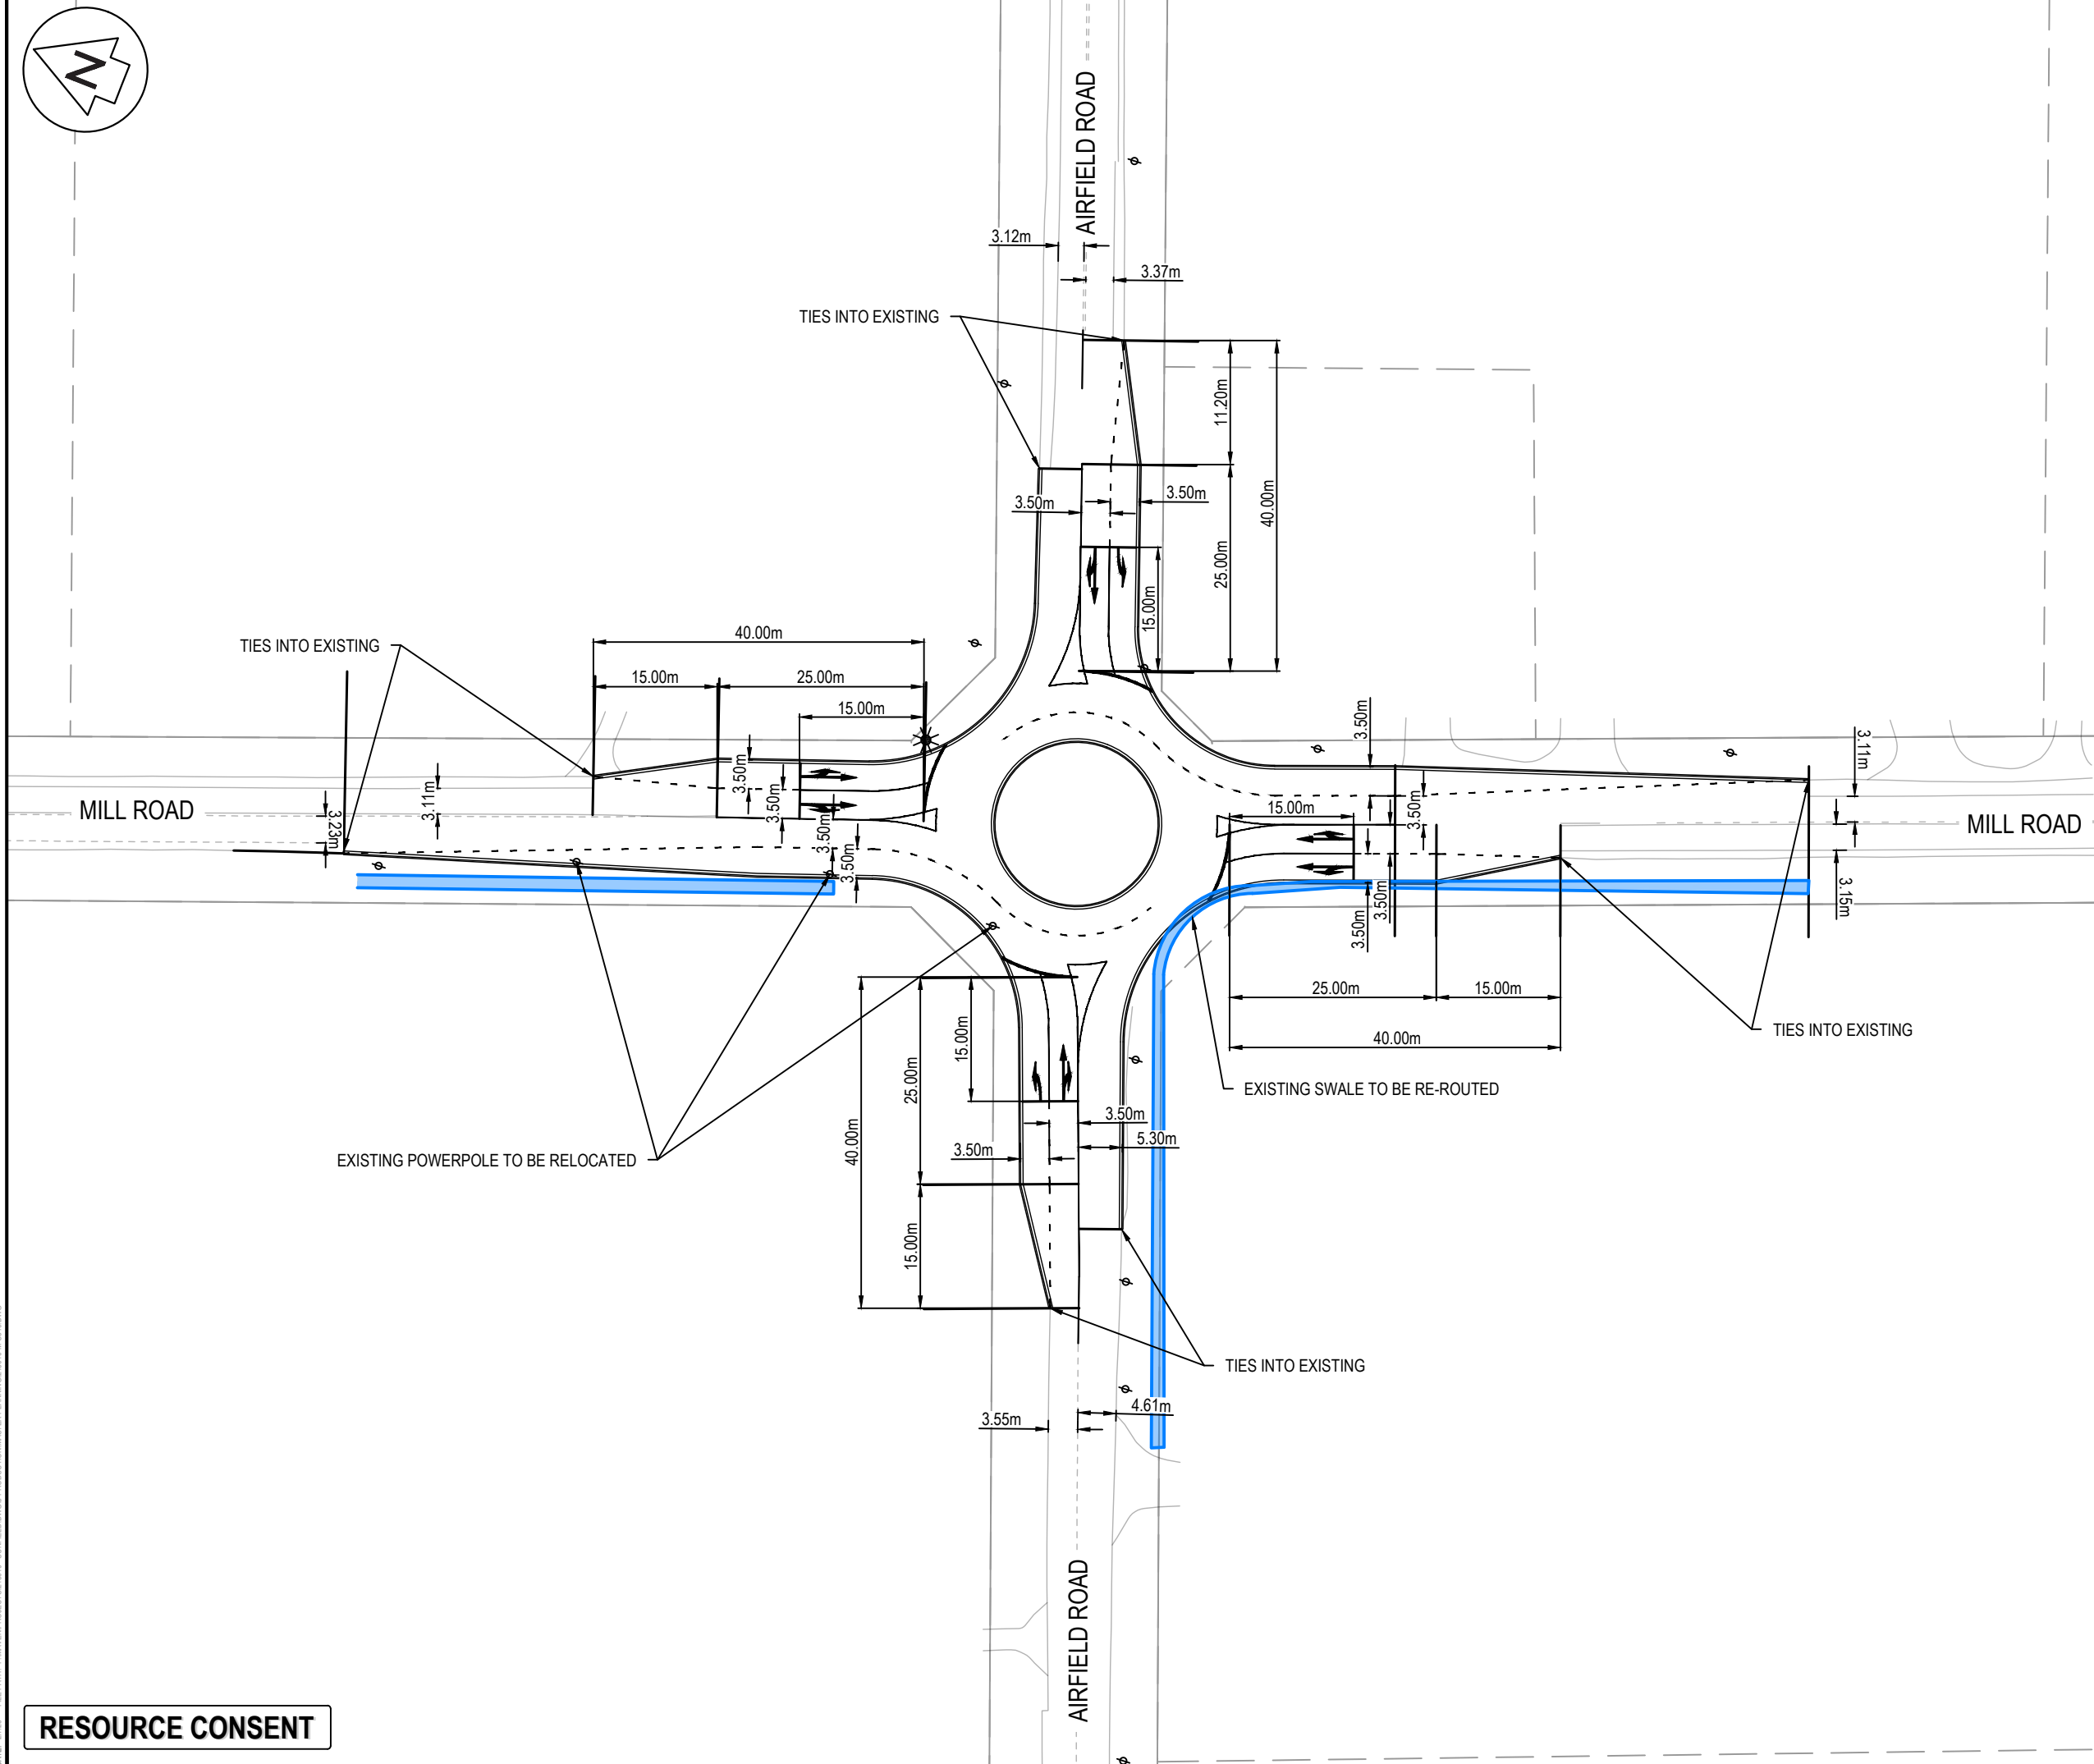 N
AIRFIELD ROAD
3.12m
3.37m
TIES INTO EXISTING
11.20m
40.00m
3.50m
3.50m
25.00m
15.00m
TIES INTO EXISTING
40.00m
15.00m
25.00m
15.00m
3.50m
3.11m
3.50m
3.50m
3.11m
MILL ROAD
3.23m
3.50m
3.50m
15.00m
3.50m
MILL ROAD
3.50m
3.50m
3.15m
25.00m
15.00m
TIES INTO EXISTING
40.00m
15.00m
25.00m
EXISTING SWALE TO BE RE-ROUTED
3.50m
40.00m
5.30m
3.50m
EXISTING POWERPOLE TO BE RELOCATED
15.00m
TIES INTO EXISTING
4.61m
3.55m
AIRFIELD ROAD
RESOURCE CONSENT